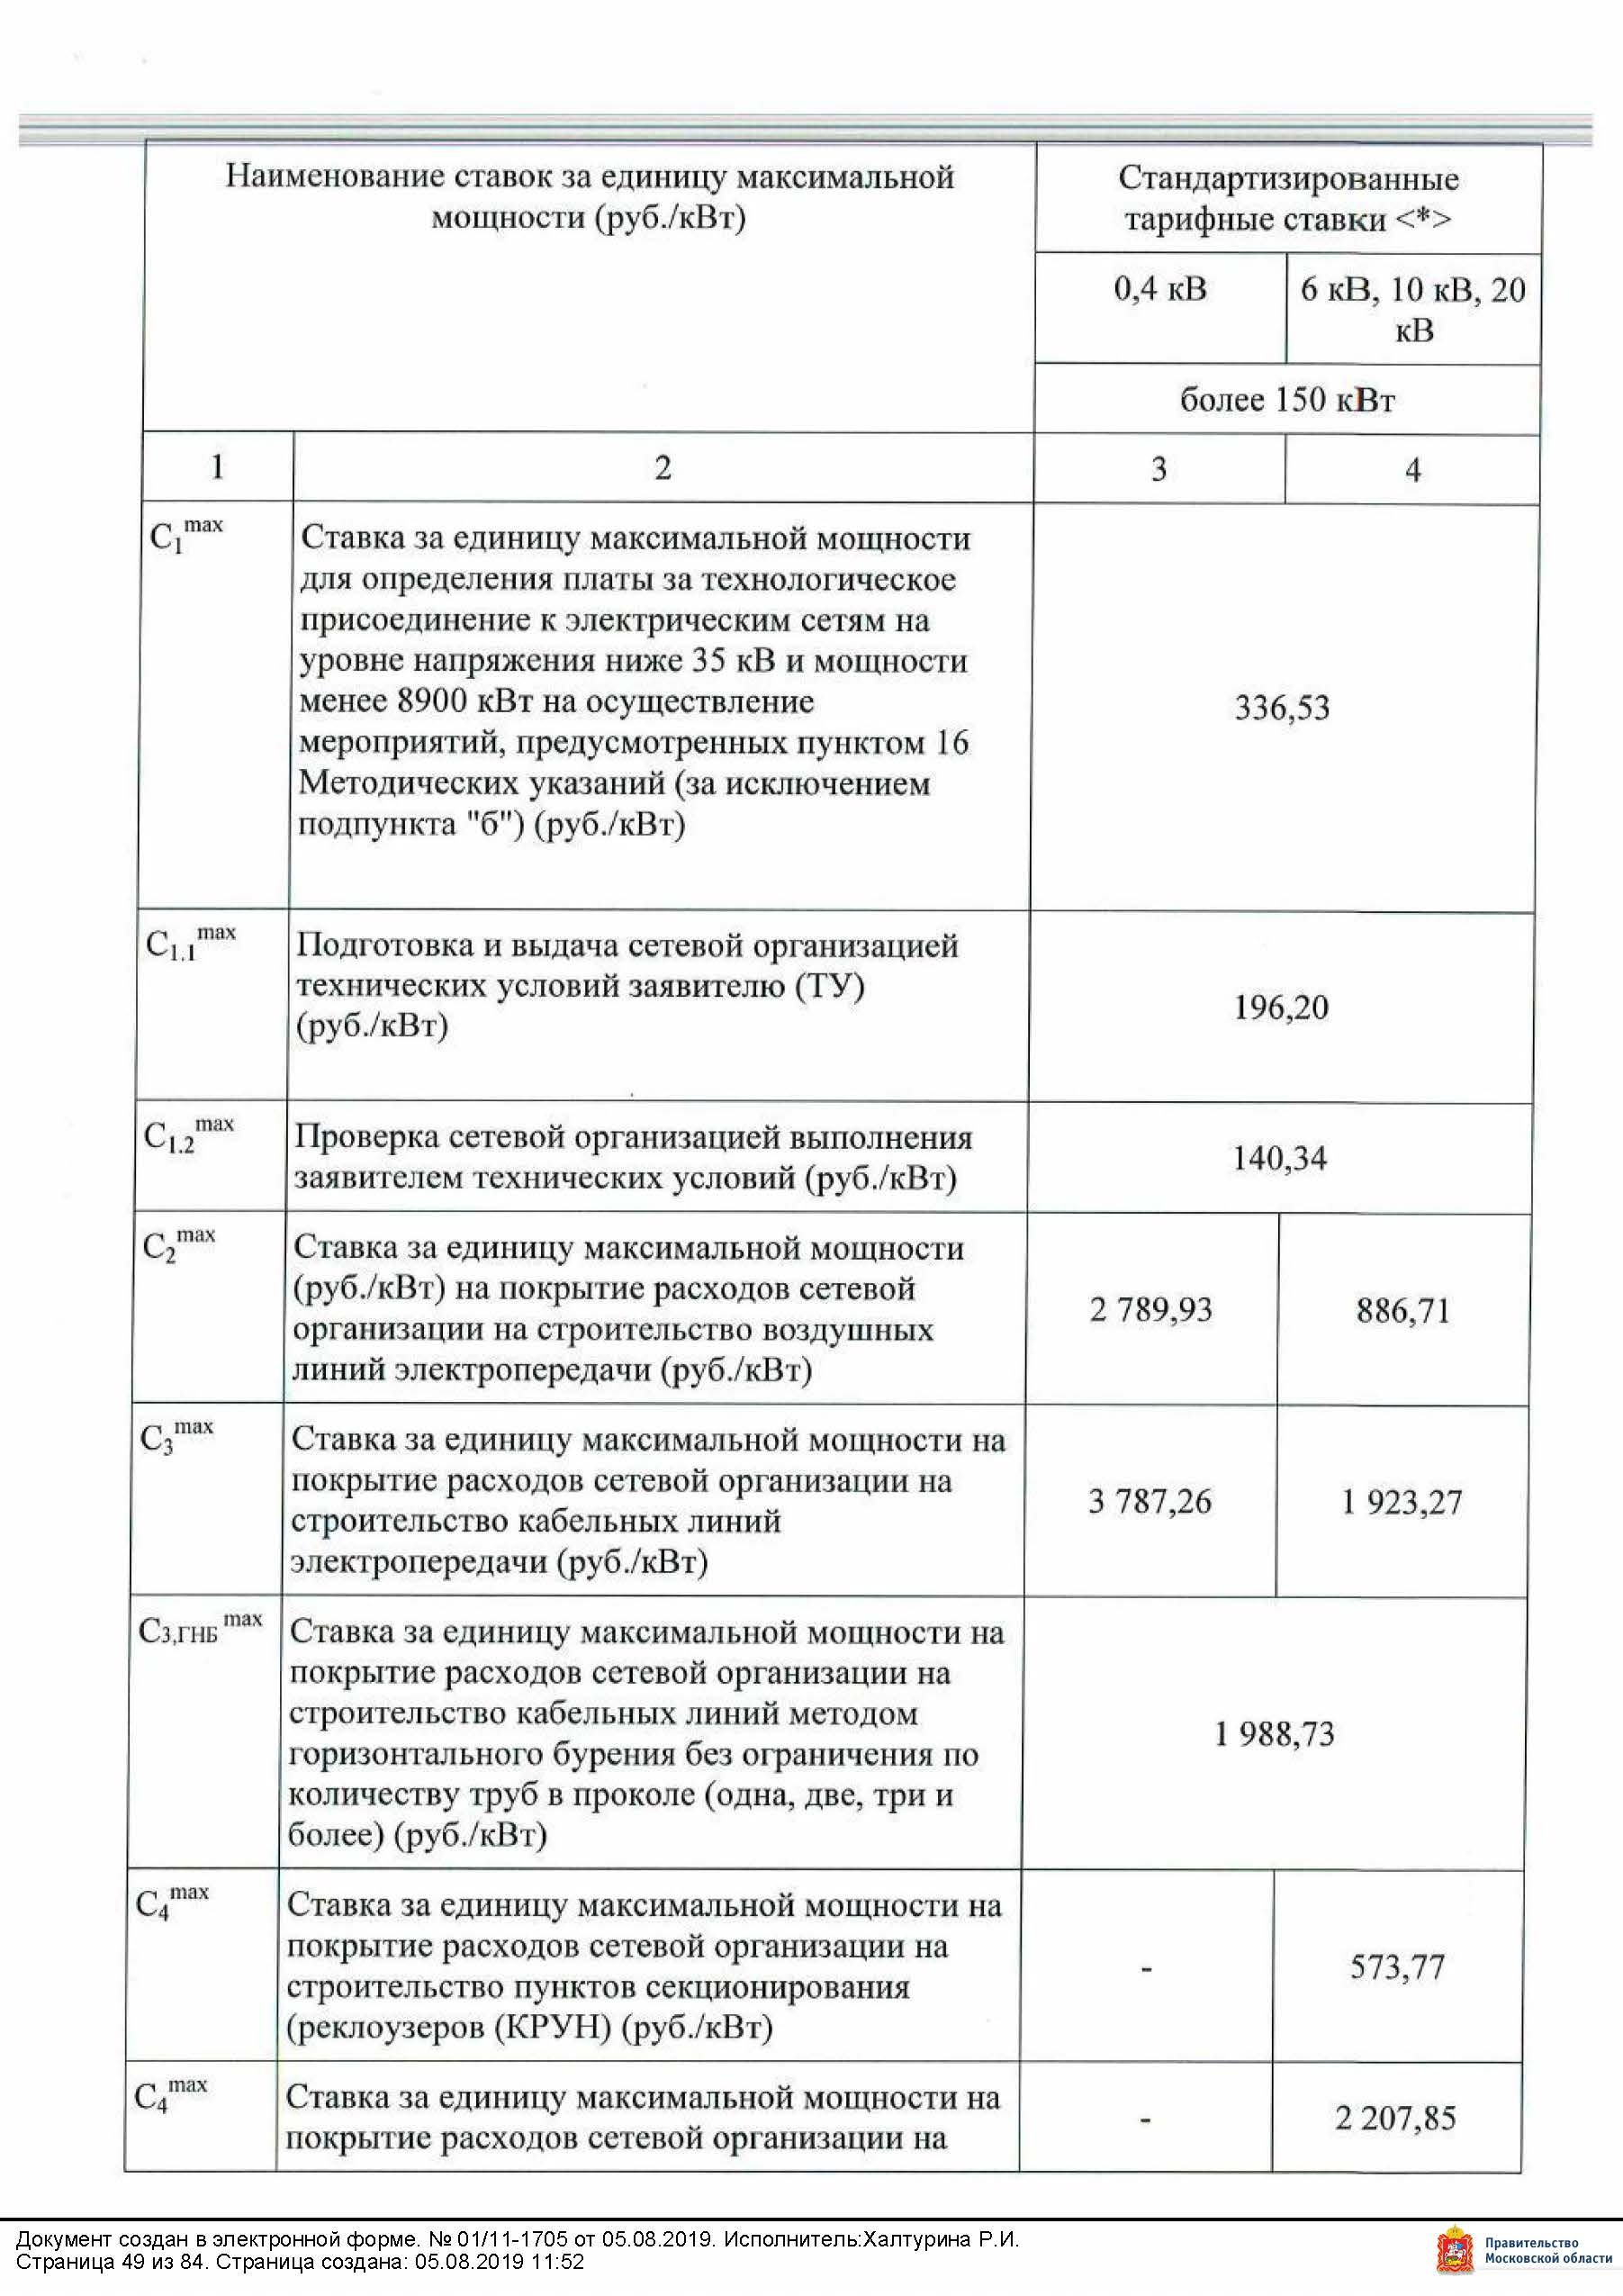 Наименование ставок за единицу максимальной
мощности (руб./кВт)
Стандартизированные
тарифные ставки <*>
0,4 кВ
6 кВ, 10 кВ, 20
кВ
более 150 кВт
1
2
3
4
C₁ᵐᵃˣ
Ставка за единицу максимальной мощности
для определения платы за технологическое
присоединение к электрическим сетям на
уровне напряжения ниже 35 кВ и мощности
менее 8900 кВт на осуществление
мероприятий, предусмотренных пунктом 16
Методических указаний (за исключением
подпункта "б") (руб./кВт)
336,53
C1.1 max
Подготовка и выдача сетевой организацией
технических условий заявителю (ТУ)
(руб./кВт)
196,20
C1.2 max
Проверка сетевой организацией выполнения
заявителем технических условий (руб./кВт)
140,34
C2 max
Ставка за единицу максимальной мощности
(руб./кВт) на покрытие расходов сетевой
организации на строительство воздушных
линий электропередачи (руб./кВт)
2 789,93
886,71
C3 max
Ставка за единицу максимальной мощности на
покрытие расходов сетевой организации на
строительство кабельных линий
электропередачи (руб./кВт)
3 787,26
1 923,27
C3,ГНБ max
Ставка за единицу максимальной мощности на
покрытие расходов сетевой организации на
строительство кабельных линий методом
горизонтального бурения без ограничения по
количеству труб в проколе (одна, две, три и
более) (руб./кВт)
1 988,73
C4 max
Ставка за единицу максимальной мощности на
покрытие расходов сетевой организации на
строительство пунктов секционирования
(реклоузеров (КРУН) (руб./кВт)
-
573,77
C4 max
Ставка за единицу максимальной мощности на
покрытие расходов сетевой организации на
-
2 207,85
Документ создан в электронной форме. № 01/11-1705 от 05.08.2019. Исполнитель:Халтурина Р.И.
Страница 49 из 84. Страница создана: 05.08.2019 11:52
Правительство
Московской области